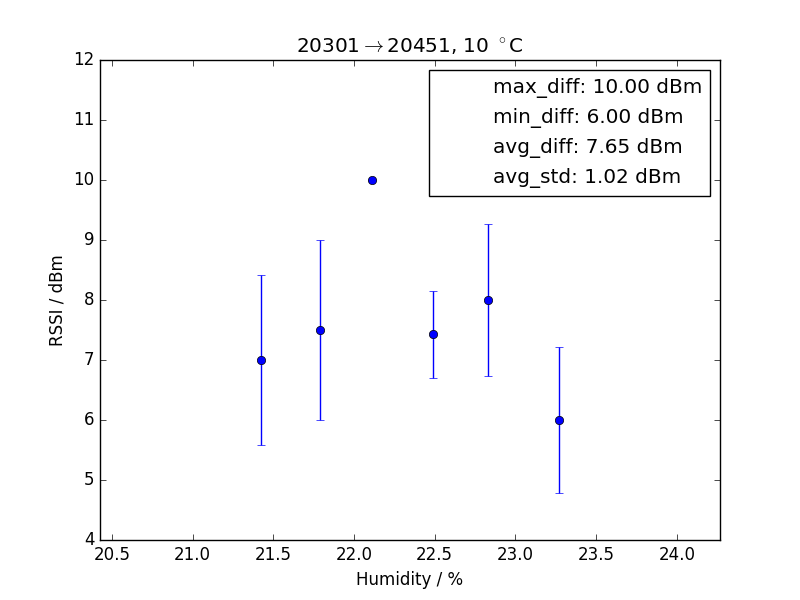 20301→20451, 10 °C
max_diff: 10.00 dBm
min_diff: 6.00 dBm
avg_diff: 7.65 dBm
avg_std: 1.02 dBm
12
11
10
9
8
7
6
5
4
RSSI / dBm
20.5 21.0 21.5 22.0 22.5 23.0 23.5 24.0
Humidity / %